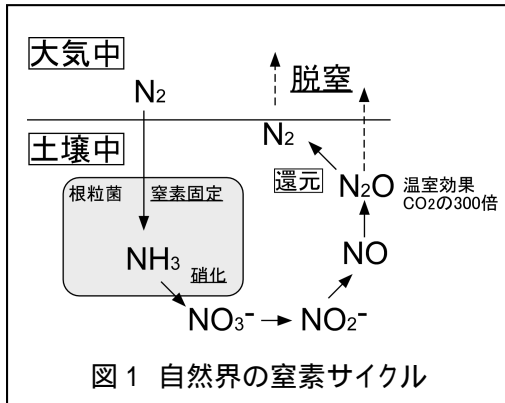 大気中
脱窒
N₂
N₂
土壌中
還元
N₂O
温室効果
CO₂の300倍
根粒菌 窒素固定
NH₃
硝化
NO
NO₃⁻
NO₂⁻
図1 自然界の窒素サイクル